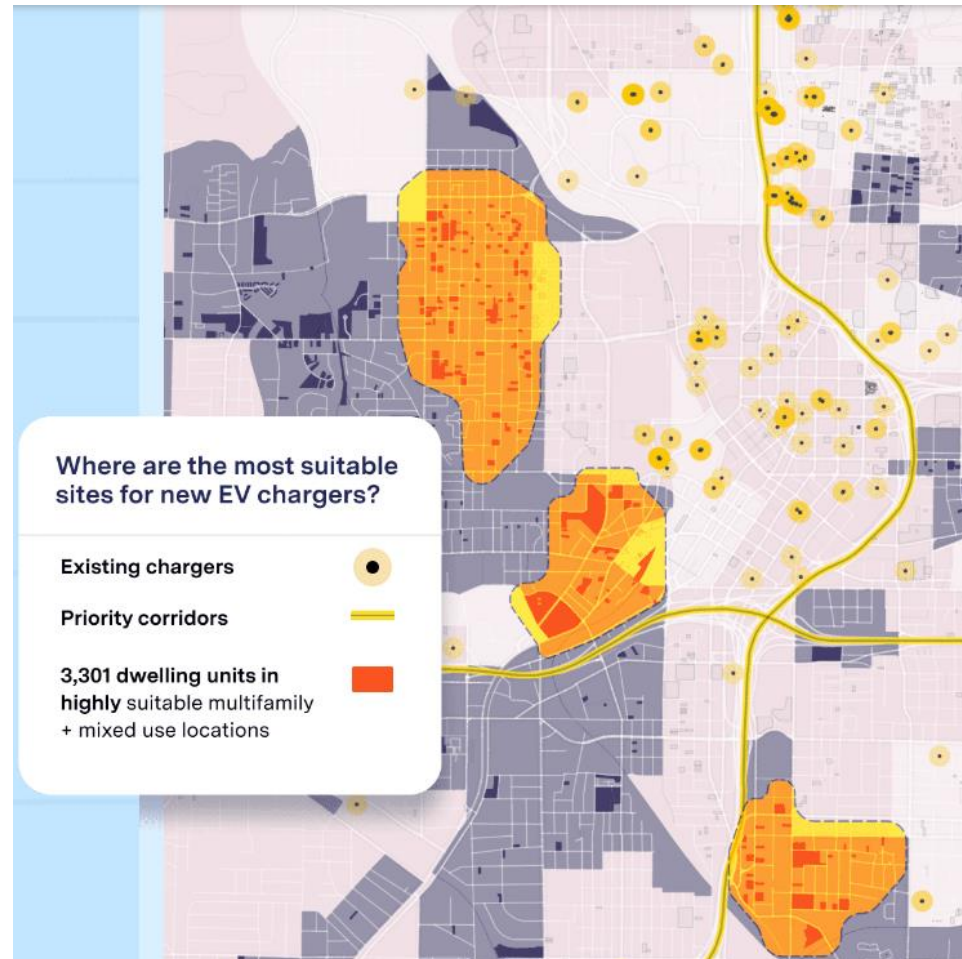 Where are the most suitable
sites for new EV chargers?
Existing chargers
Priority corridors
3,301 dwelling units in
highly suitable multifamily
+ mixed use locations